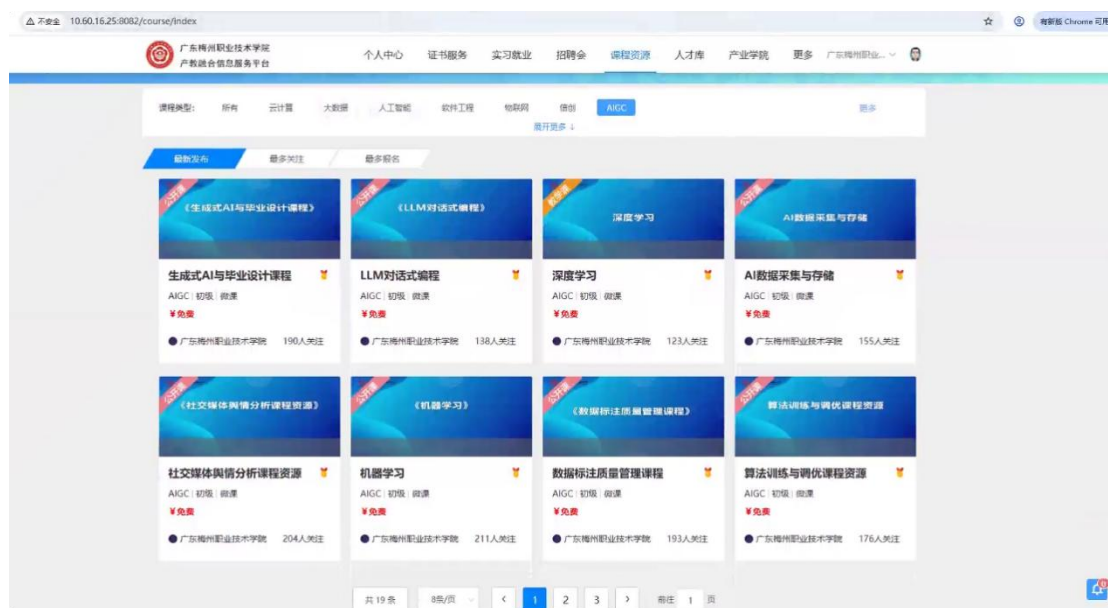 不安全 10.60.16.25:8082/course/index
有新版 Chrome 可用
广东梅州职业技术学院
产教融合信息服务平台
个人中心 证书服务 实习就业 招聘会 课程资源 人才库 产业学院 更多 广东梅州职业...
课程类型: 所有 云计算 大数据 人工智能 软件工程 物联网 信创 AIGC 更多
展开更多 ↓
最新发布 最多关注 最多报名
公开课 公开课 教学课 公开课
《生成式AI与毕业设计课程》 《LLM对话式编程》 深度学习 AI数据采集与存储
生成式AI与毕业设计课程 LLM对话式编程 深度学习 AI数据采集与存储
AIGC | 初级 | 微课 AIGC | 初级 | 微课 AIGC | 初级 | 微课 AIGC | 初级 | 微课
¥免费 ¥免费 ¥免费 ¥免费
广东梅州职业技术学院 190人关注 广东梅州职业技术学院 138人关注 广东梅州职业技术学院 123人关注 广东梅州职业技术学院 155人关注
公开课 公开课 公开课 公开课
《社交媒体舆情分析课程资源》 《机器学习》 《数据标注质量管理课程》 算法训练与调优课程资源
社交媒体舆情分析课程资源 机器学习 数据标注质量管理课程 算法训练与调优课程资源
AIGC | 初级 | 微课 AIGC | 初级 | 微课 AIGC | 初级 | 微课 AIGC | 初级 | 微课
¥免费 ¥免费 ¥免费 ¥免费
广东梅州职业技术学院 204人关注 广东梅州职业技术学院 211人关注 广东梅州职业技术学院 193人关注 广东梅州职业技术学院 176人关注
共 19 条 8条/页 < 1 2 3 > 前往 1 页